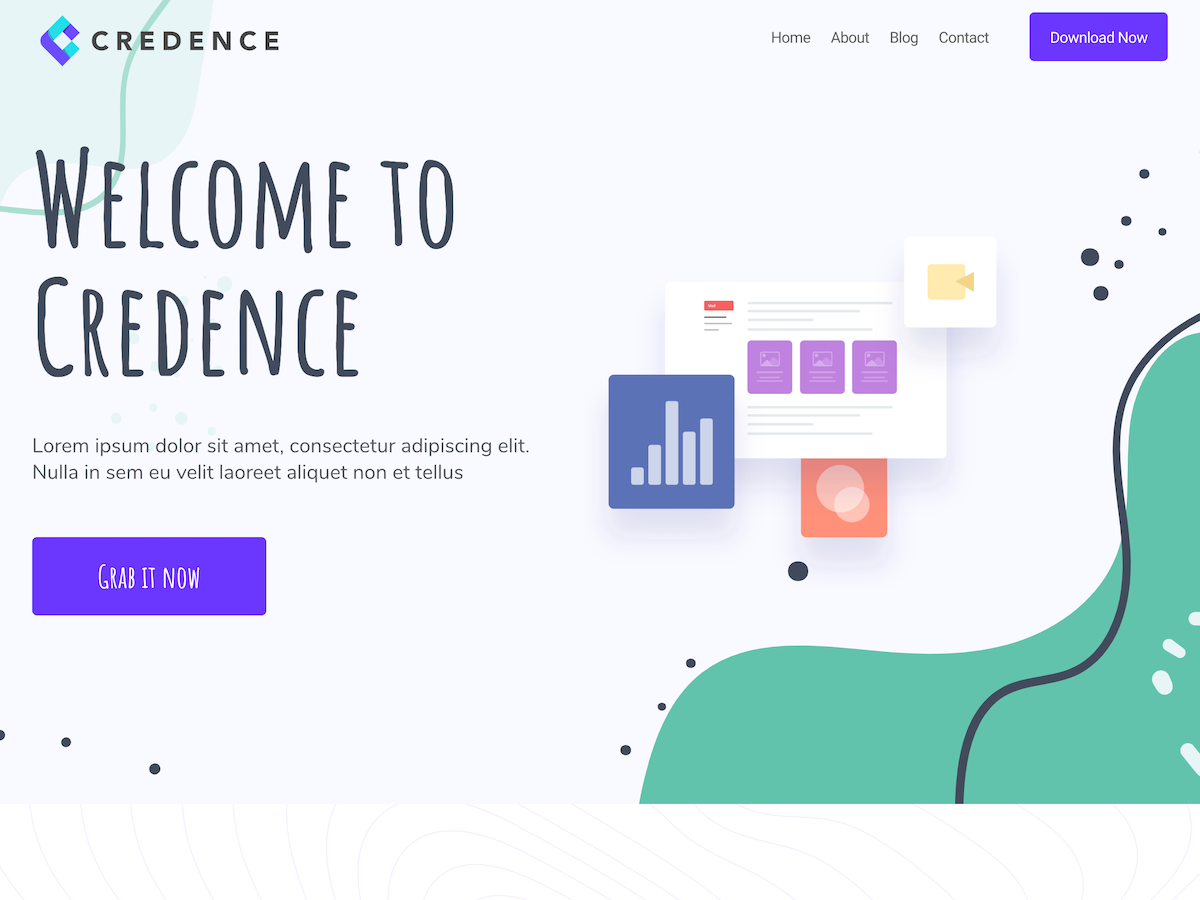 CREDENCE
Home About Blog Contact Download Now
Welcome to
Credence
Lorem ipsum dolor sit amet, consectetur adipiscing elit.
Nulla in sem eu velit laoreet aliquet non et tellus
Grab it now